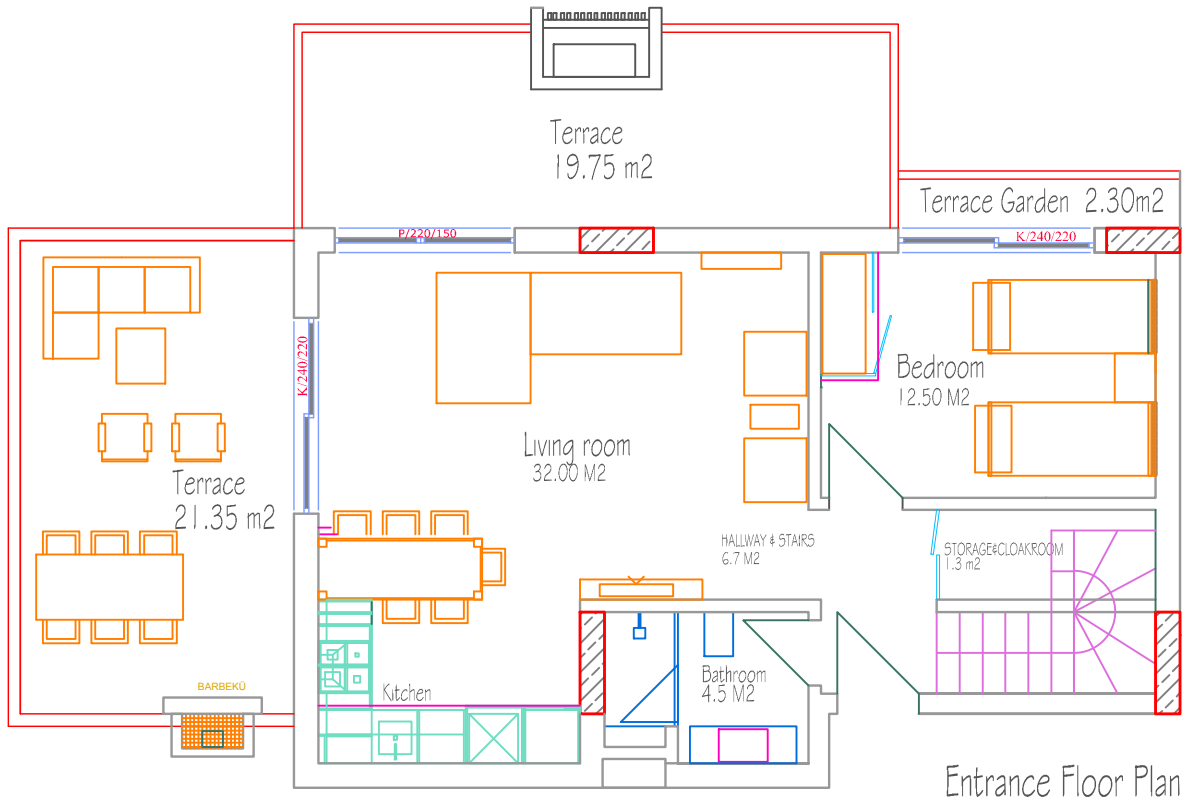 Terrace
19.75 m2
Terrace Garden 2.30m2
P/220/150
K/240/220
K/240/220
Bedroom
12.50 M2
Living room
32.00 M2
Terrace
21.35 m2
HALLWAY & STAIRS
6.7 M2
STORAGE&CLOAKROOM
1.3 m2
Bathroom
4.5 M2
Kitchen
BARBEKÜ
Entrance Floor Plan